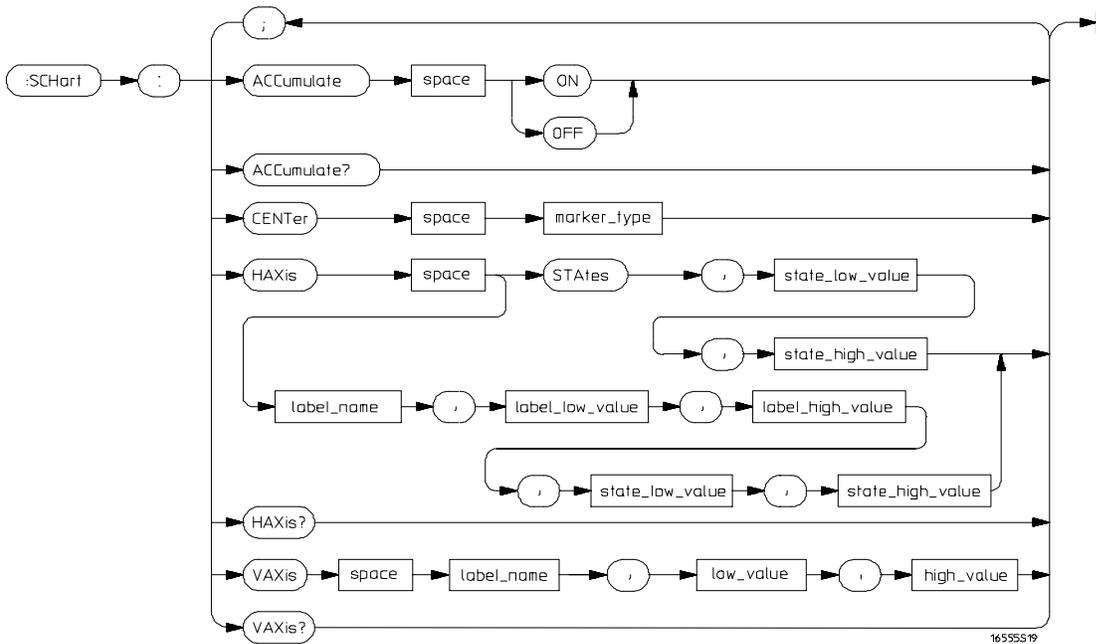 ;
:SCHart : ACCumulate space ON
OFF
ACCumulate?
CENTer space marker_type
HAXis space STAtes , state_low_value
, state_high_value
label_name , label_low_value , label_high_value
, state_low_value , state_high_value
HAXis?
VAXis space label_name , low_value , high_value
VAXis?
16555S19